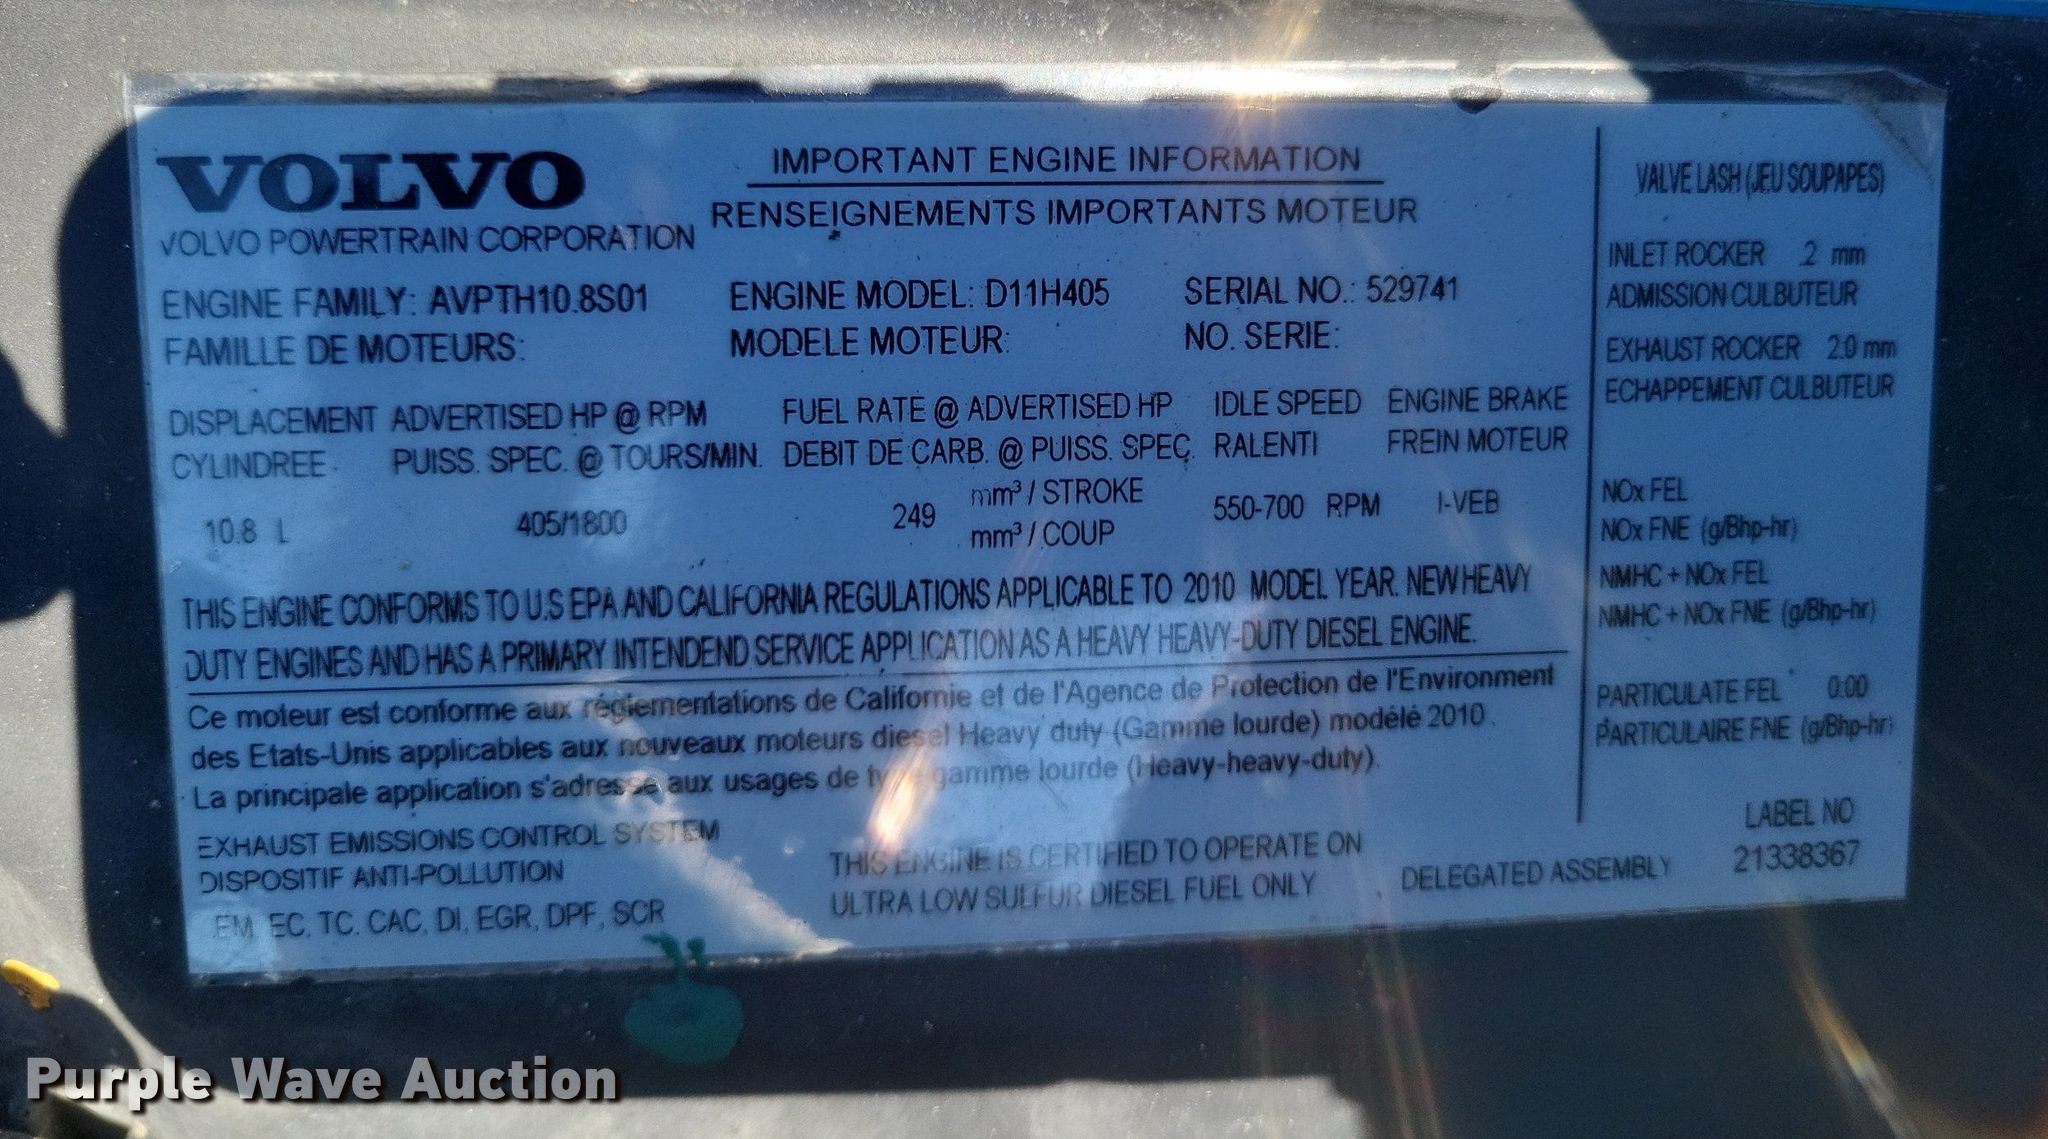 VOLVO
VOLVO POWERTRAIN CORPORATION
IMPORTANT ENGINE INFORMATION
RENSEIGNEMENTS IMPORTANTS MOTEUR
ENGINE FAMILY: AVPTH10.8S01
FAMILLE DE MOTEURS:
ENGINE MODEL: D11H405
MODELE MOTEUR:
SERIAL NO.: 529741
NO. SERIE:
DISPLACEMENT
CYLINDREE
10.8 L
ADVERTISED HP @ RPM
PUISS. SPEC. @ TOURS/MIN.
405/1800
FUEL RATE @ ADVERTISED HP
DEBIT DE CARB. @ PUISS. SPEC.
249
mm³ / STROKE
mm³ / COUP
IDLE SPEED
RALENTI
550-700 RPM
ENGINE BRAKE
FREIN MOTEUR
I-VEB
THIS ENGINE CONFORMS TO U.S EPA AND CALIFORNIA REGULATIONS APPLICABLE TO 2010 MODEL YEAR. NEW HEAVY
DUTY ENGINES AND HAS A PRIMARY INTENDEND SERVICE APPLICATION AS A HEAVY HEAVY-DUTY DIESEL ENGINE.
Ce moteur est conforme aux réglementations de Californie et de l'Agence de Protection de l'Environment
des Etats-Unis applicables aux nouveaux moteurs diesel Heavy duty (Gamme lourde) modélé 2010.
La principale application s'adresse aux usages de type gamme lourde (Heavy-heavy-duty).
EXHAUST EMISSIONS CONTROL SYSTEM
DISPOSITIF ANTI-POLLUTION
EM, EC, TC, CAC, DI, EGR, DPF, SCR
THIS ENGINE IS CERTIFIED TO OPERATE ON
ULTRA LOW SULFUR DIESEL FUEL ONLY
DELEGATED ASSEMBLY
VALVE LASH (JEU SOUPAPES)
INLET ROCKER .2 mm
ADMISSION CULBUTEUR
EXHAUST ROCKER 2.0 mm
ECHAPPEMENT CULBUTEUR
NOx FEL
NOx FNE (g/Bhp-hr)
NMHC + NOx FEL
NMHC + NOx FNE (g/Bhp-hr)
PARTICULATE FEL 0.00
PARTICULAIRE FNE (g/Bhp-hr)
LABEL NO
21338367
Purple Wave Auction